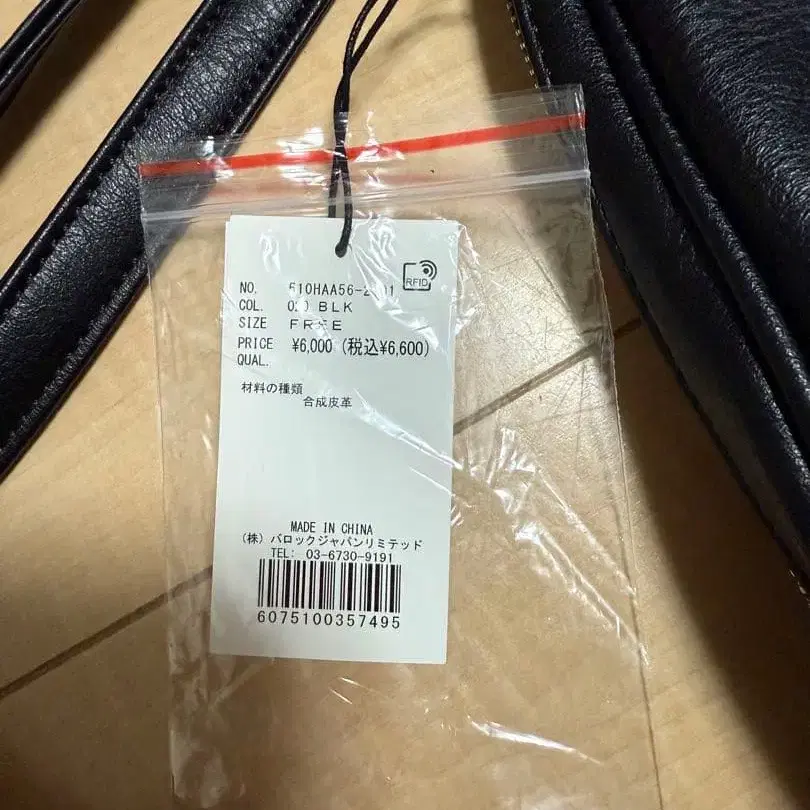 RFID
NO.
COL. BLK
SIZE FREE
PRICE ¥6,000 (税込¥6,600)
QUAL.
材料の種類
合成皮革
MADE IN CHINA
(株) バロックジャパンリミテッド
TEL: 03-6730-9191
6075100357495